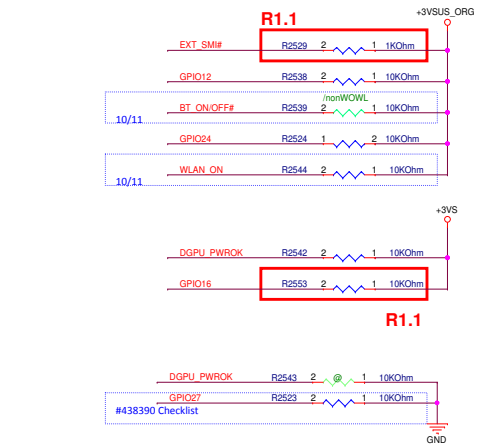 R1.1
+3VSUS_ORG
EXT_SMI# R2529 2 1 1KOhm
GPIO12 R2538 2 1 10KOhm
/nonWOWL
BT_ON/OFF# R2539 2 1 10KOhm
10/11
GPIO24 R2524 1 2 10KOhm
WLAN_ON R2544 2 1 10KOhm
10/11
+3VS
DGPU_PWROK R2542 2 1 10KOhm
GPIO16 R2553 2 1 10KOhm
R1.1
DGPU_PWROK R2543 2 @ 1 10KOhm
GPIO27 R2523 2 1 10KOhm
#438390 Checklist
GND